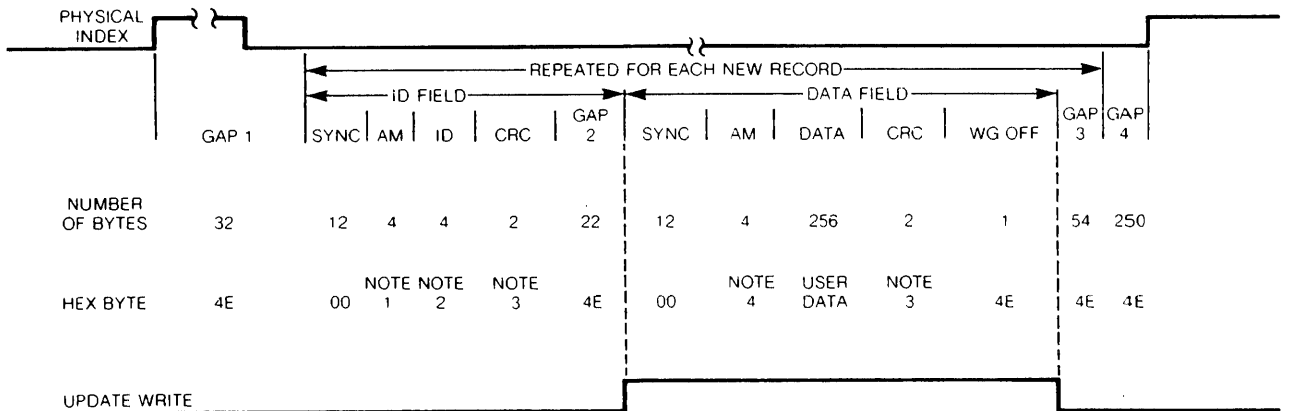 PHYSICAL
INDEX
REPEATED FOR EACH NEW RECORD
ID FIELD DATA FIELD
GAP 1 SYNC AM ID CRC GAP 2 SYNC AM DATA CRC WG OFF GAP 3 GAP 4
NUMBER
OF BYTES 32 12 4 4 2 22 12 4 256 2 1 54 250
HEX BYTE 4E 00 NOTE 1 NOTE 2 NOTE 3 4E 00 NOTE 4 USER DATA NOTE 3 4E 4E 4E
UPDATE WRITE